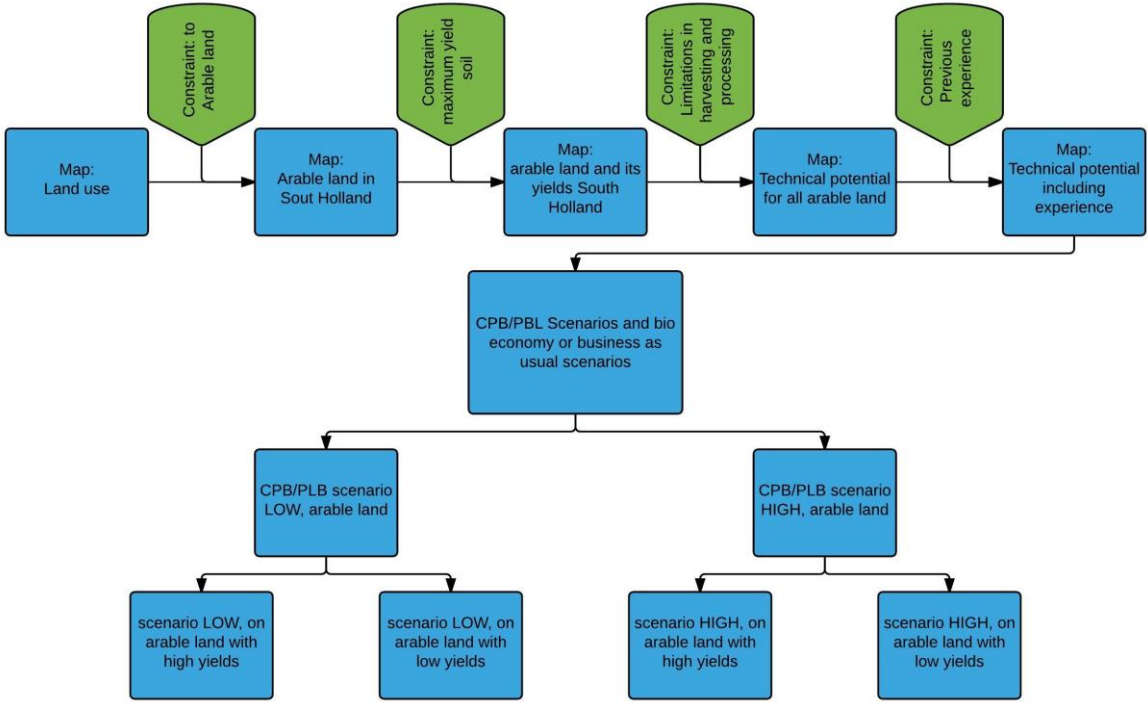 Constraint: to
Arable land
Constraint:
maximum yield
soil
Constraint:
Limitations in
harvesting and
processing
Constraint:
Previous
experience
Map:
Land use
Map:
Arable land in
Sout Holland
Map:
arable land and its
yields South
Holland
Map:
Technical potential
for all arable land
Map:
Technical potential
including
experience
CPB/PBL Scenarios and bio
economy or business as
usual scenarios
CPB/PLB scenario
LOW, arable land
CPB/PLB scenario
HIGH, arable land
scenario LOW, on
arable land with
high yields
scenario LOW, on
arable land with
low yields
scenario HIGH, on
arable land with
high yields
scenario HIGH, on
arable land with
low yields